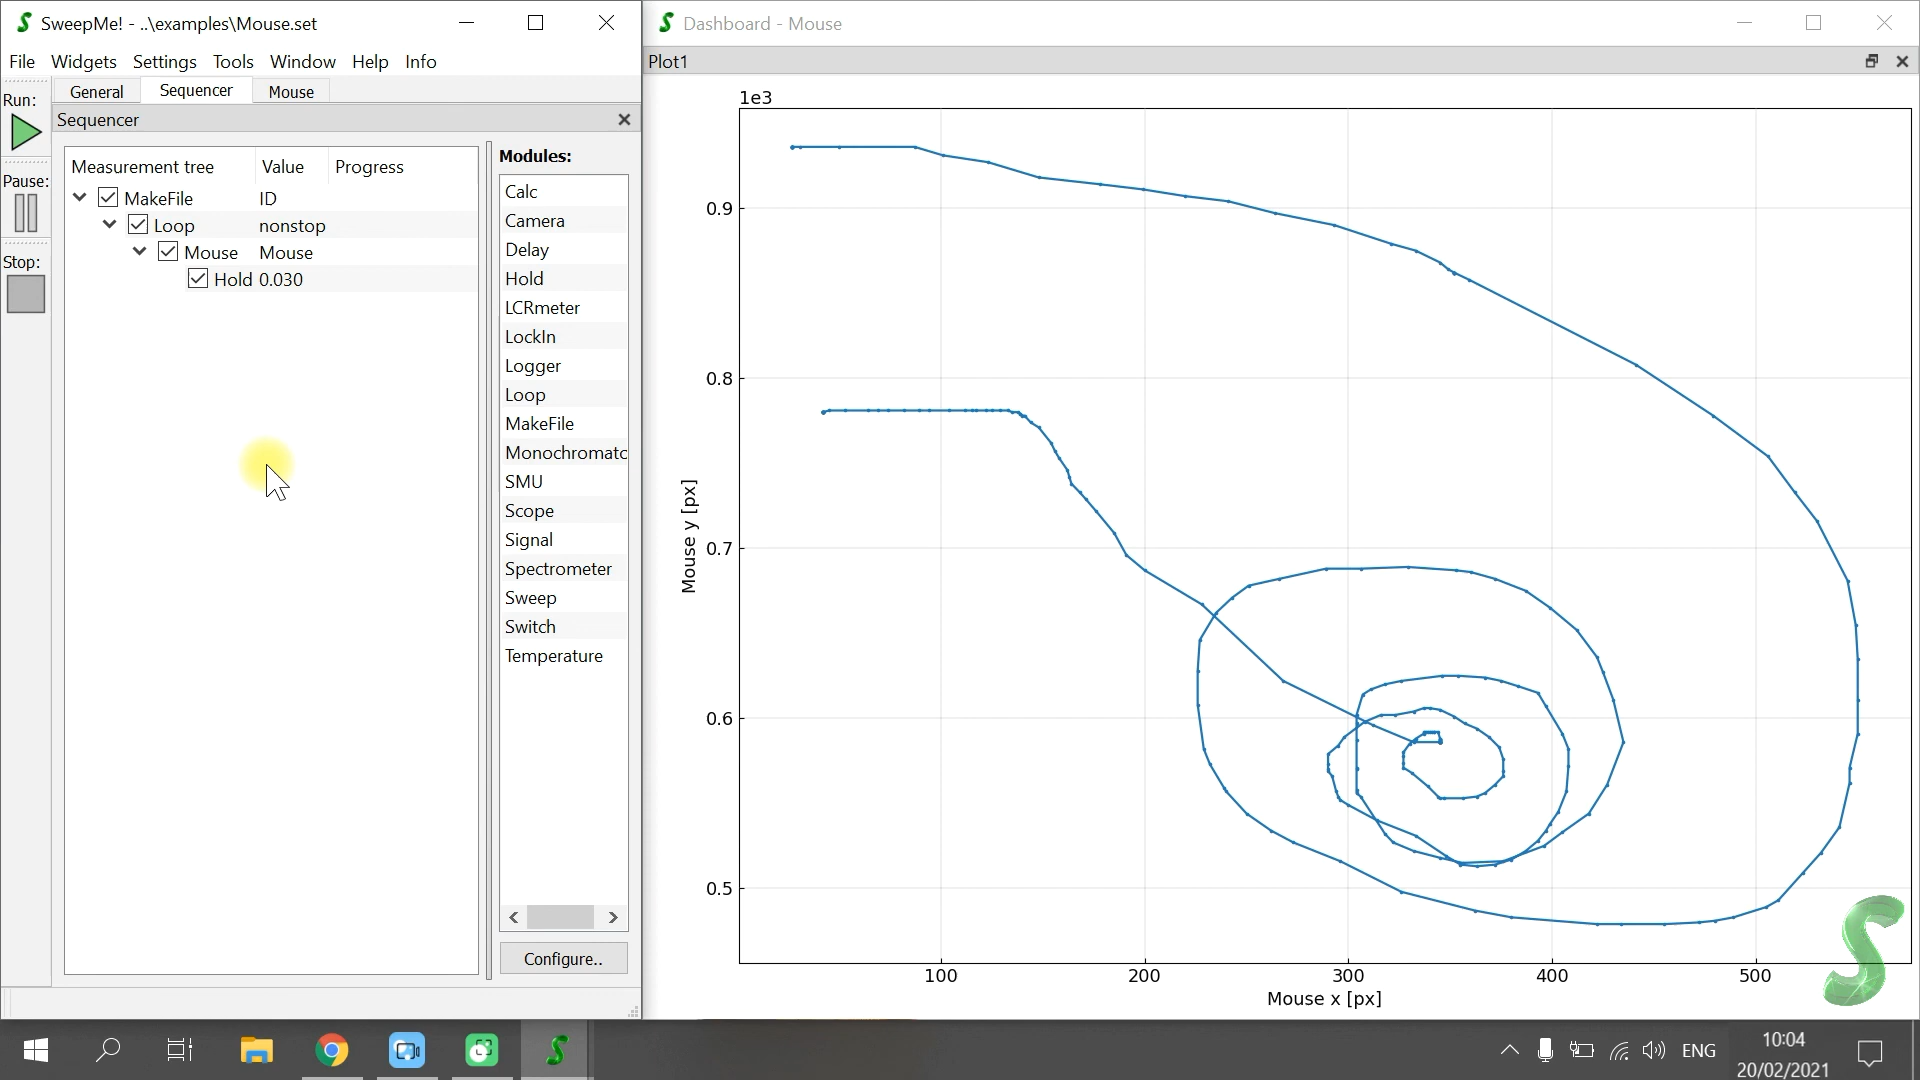 SweepMe! - ..\examples\Mouse.set
File Widgets Settings Tools Window Help Info
General Sequencer Mouse
Run:
Pause:
Stop:
Sequencer
Measurement tree Value Progress
MakeFile ID
Loop nonstop
Mouse Mouse
Hold 0.030
Modules:
Calc
Camera
Delay
Hold
LCRmeter
LockIn
Logger
Loop
MakeFile
Monochromatc
SMU
Scope
Signal
Spectrometer
Sweep
Switch
Temperature
Configure..
Dashboard - Mouse
Plot1
1e3
0.9
0.8
0.7
0.6
0.5
Mouse y [px]
100 200 300 400 500
Mouse x [px]
ENG
10:04
20/02/2021